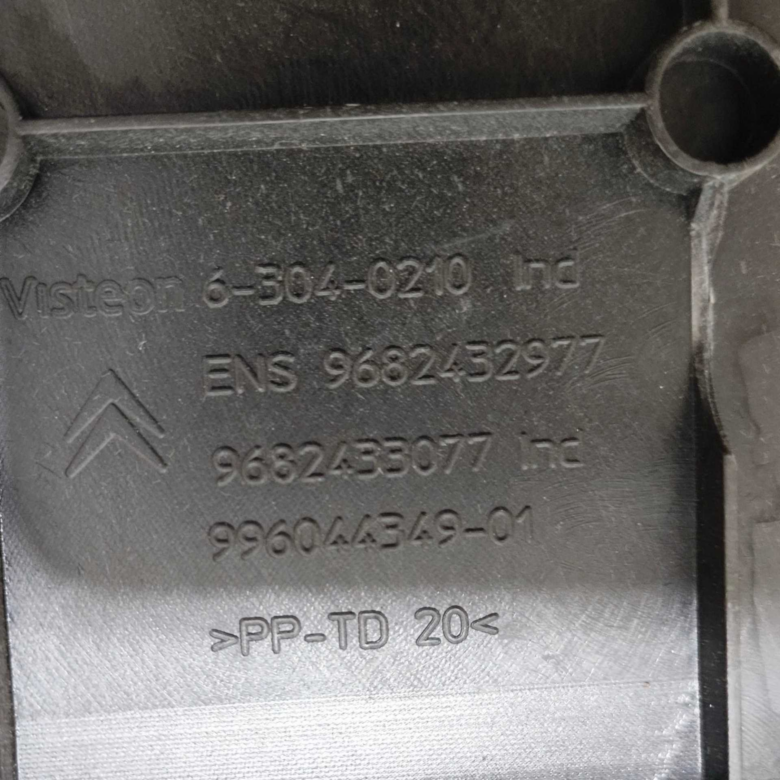 Visteon 6-304-0210 Ind
ENS 9682432977
9682433077 Ind
996044349-01
>PP-TD 20<